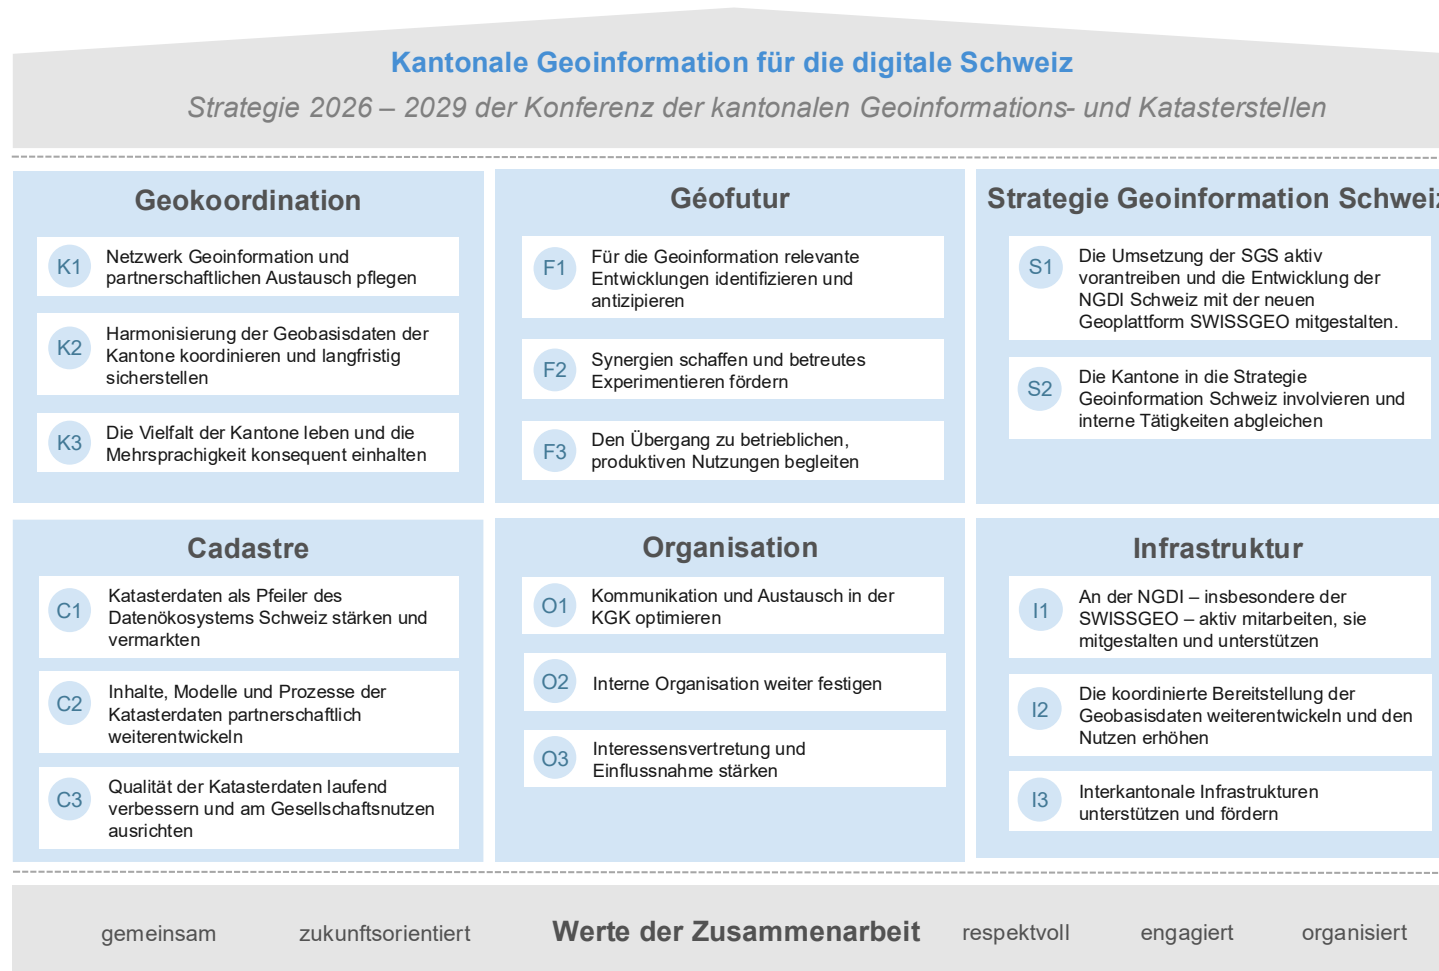 Kantonale Geoinformation für die digitale Schweiz
Strategie 2026 – 2029 der Konferenz der kantonalen Geoinformations- und Katasterstellen
Geokoordination
K1
Netzwerk Geoinformation und
partnerschaftlichen Austausch pflegen
K2
Harmonisierung der Geobasisdaten der
Kantone koordinieren und langfristig
sicherstellen
K3
Die Vielfalt der Kantone leben und die
Mehrsprachigkeit konsequent einhalten
Géofutur
F1
Für die Geoinformation relevante
Entwicklungen identifizieren und
antizipieren
F2
Synergien schaffen und betreutes
Experimentieren fördern
F3
Den Übergang zu betrieblichen,
produktiven Nutzungen begleiten
Strategie Geoinformation Schweiz
S1
Die Umsetzung der SGS aktiv
vorantreiben und die Entwicklung der
NGDI Schweiz mit der neuen
Geoplattform SWISSGEO mitgestalten.
S2
Die Kantone in die Strategie
Geoinformation Schweiz involvieren und
interne Tätigkeiten abgleichen
Cadastre
C1
Katasterdaten als Pfeiler des
Datenökosystems Schweiz stärken und
vermarkten
C2
Inhalte, Modelle und Prozesse der
Katasterdaten partnerschaftlich
weiterentwickeln
C3
Qualität der Katasterdaten laufend
verbessern und am Gesellschaftsnutzen
ausrichten
Organisation
O1
Kommunikation und Austausch in der
KGK optimieren
O2
Interne Organisation weiter festigen
O3
Interessensvertretung und
Einflussnahme stärken
Infrastruktur
I1
An der NGDI – insbesondere der
SWISSGEO – aktiv mitarbeiten, sie
mitgestalten und unterstützen
I2
Die koordinierte Bereitstellung der
Geobasisdaten weiterentwickeln und den
Nutzen erhöhen
I3
Interkantonale Infrastrukturen
unterstützen und fördern
gemeinsam zukunftsorientiert Werte der Zusammenarbeit respektvoll engagiert organisiert